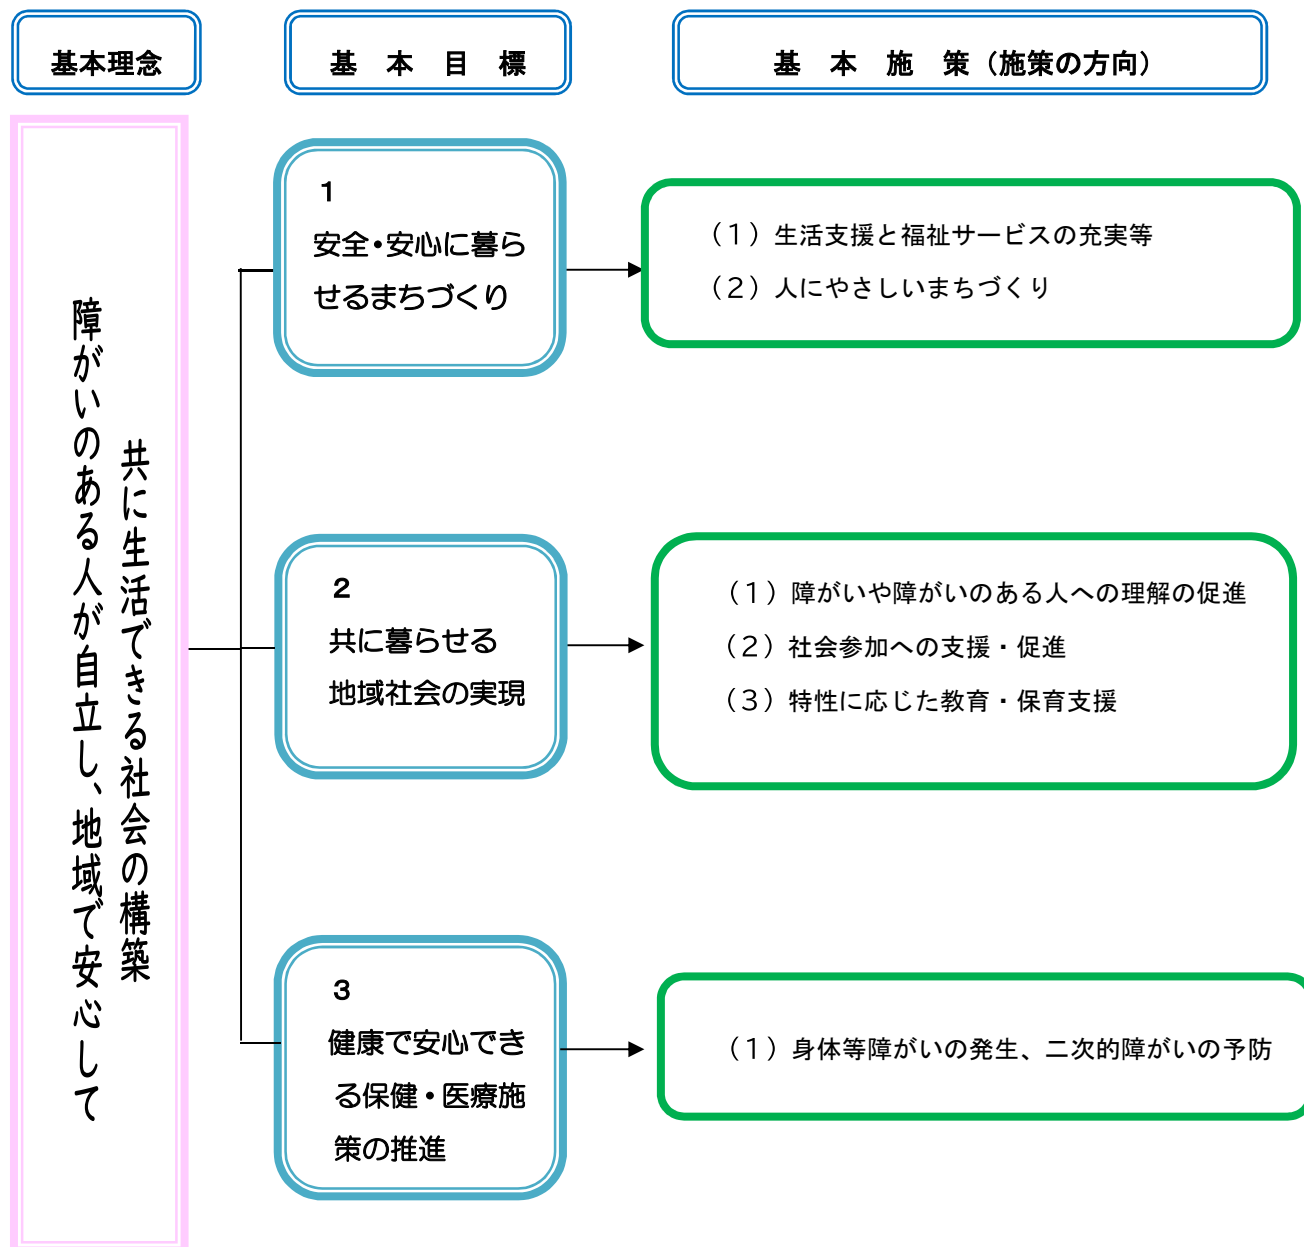 基本理念
基 本 目 標
基 本 施 策（施策の方向）
障がいのある人が自立し、地域で安心して
共に生活できる社会の構築
1
安全・安心に暮ら
せるまちづくり
（１）生活支援と福祉サービスの充実等
（２）人にやさしいまちづくり
2
共に暮らせる
地域社会の実現
（１）障がいや障がいのある人への理解の促進
（２）社会参加への支援・促進
（３）特性に応じた教育・保育支援
3
健康で安心でき
る保健・医療施
策の推進
（１）身体等障がいの発生、二次的障がいの予防